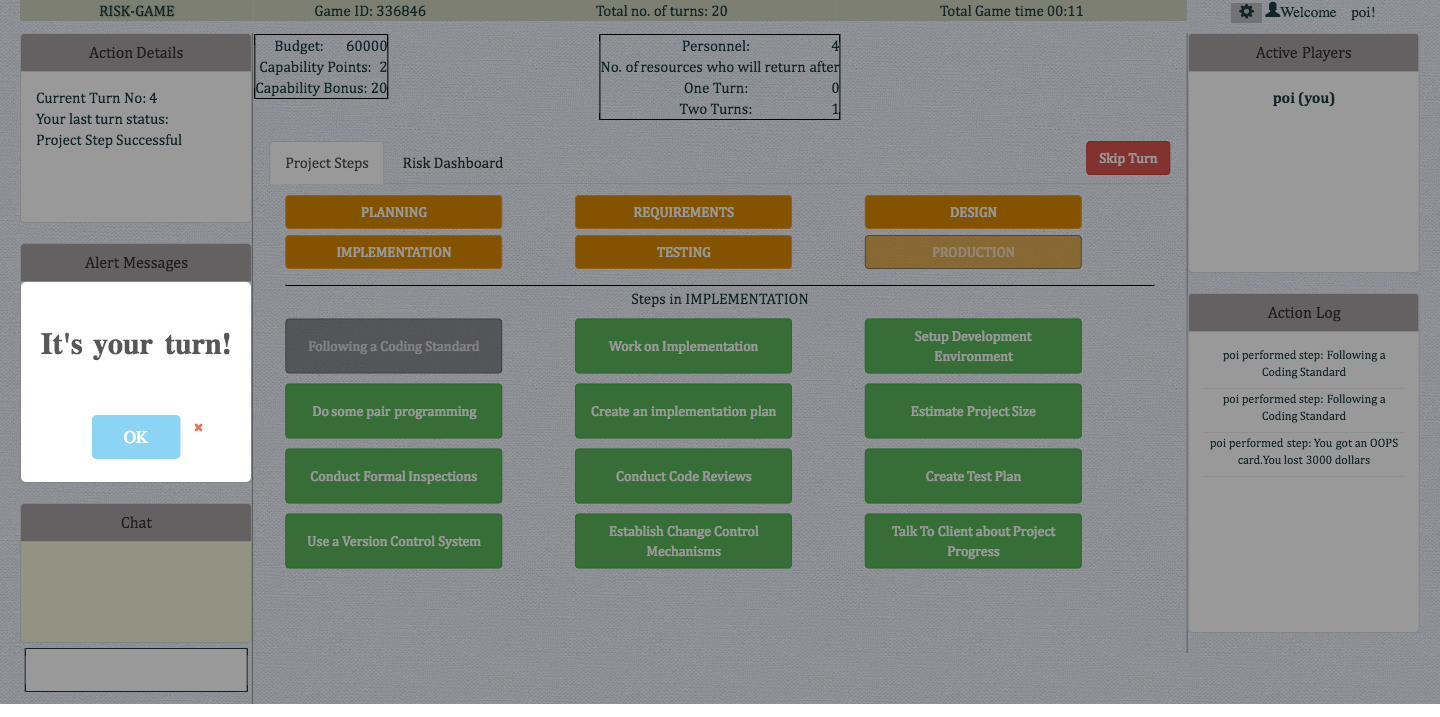 RISK-GAME
Game ID: 336846
Total no. of turns: 20
Total Game time 00:11
Welcome poi!
Action Details
Current Turn No: 4
Your last turn status:
Project Step Successful
Budget: 60000
Capability Points: 2
Capability Bonus: 20
Personnel: 4
No. of resources who will return after
One Turn: 0
Two Turns: 1
Active Players
poi (you)
Project Steps
Risk Dashboard
Skip Turn
PLANNING
REQUIREMENTS
DESIGN
IMPLEMENTATION
TESTING
PRODUCTION
Steps in IMPLEMENTATION
Following a Coding Standard
Work on Implementation
Setup Development
Environment
Do some pair programming
Create an implementation plan
Estimate Project Size
Conduct Formal Inspections
Conduct Code Reviews
Create Test Plan
Use a Version Control System
Establish Change Control
Mechanisms
Talk To Client about Project
Progress
Alert Messages
It's your turn!
OK
Chat
Action Log
poi performed step: Following a
Coding Standard
poi performed step: Following a
Coding Standard
poi performed step: You got an OOPS
card.You lost 3000 dollars